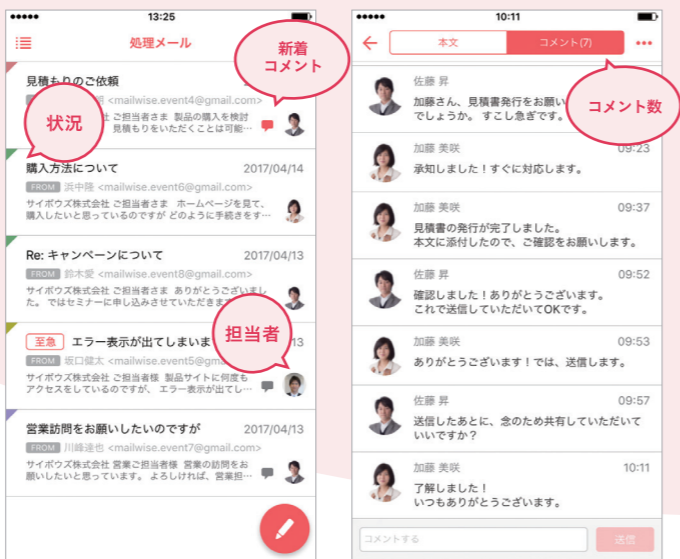 13:25
処理メール
新着
コメント
見積もりのご依頼
<mailwise.event4@gmail.com>
ご担当者さま 製品の購入を検討
見積もりをいただくことは可能…
状況
購入方法について 2017/04/14
FROM 浜中隆 <mailwise.event6@gmail.com>
サイボウズ株式会社 ご担当者さま ホームページを見て、
購入したいと思っているのですが どのように手続きをす…
Re: キャンペーンについて 2017/04/13
FROM 鈴木愛 <mailwise.event8@gmail.com>
サイボウズ株式会社 ご担当者さま ありがとうございまし
た。 ではセミナーに申し込みさせていただきます
担当者
至急 エラー表示が出てしまいま 13
FROM 坂口健太 <mailwise.event5@gma
サイボウズ株式会社 ご担当者様 製品サイトに何度も
アクセスをしているのですが、 エラー表示が出てし…
営業訪問をお願いしたいのですが 2017/04/13
FROM 川峰達也 <mailwise.event7@gmail.com>
サイボウズ株式会社 営業ご担当者様 営業の訪問をお
願いしたいと思っています。 よろしければ、営業担…
10:11
本文 コメント(7)
コメント数
佐藤 昇
加藤さん、見積書発行をお願い
でしょうか。 すこし急ぎです。
加藤 美咲 09:23
承知しました！すぐに対応します。
加藤 美咲 09:37
見積書の発行が完了しました。
本文に添付したので、ご確認をお願いします。
佐藤 昇 09:52
確認しました！ありがとうございます。
これで送信していただいてOKです。
加藤 美咲 09:53
ありがとうございます！では、送信します。
佐藤 昇 09:57
送信したあとに、念のため共有していただいて
いいですか？
加藤 美咲 10:11
了解しました！
いつもありがとうございます。
コメントする 送信